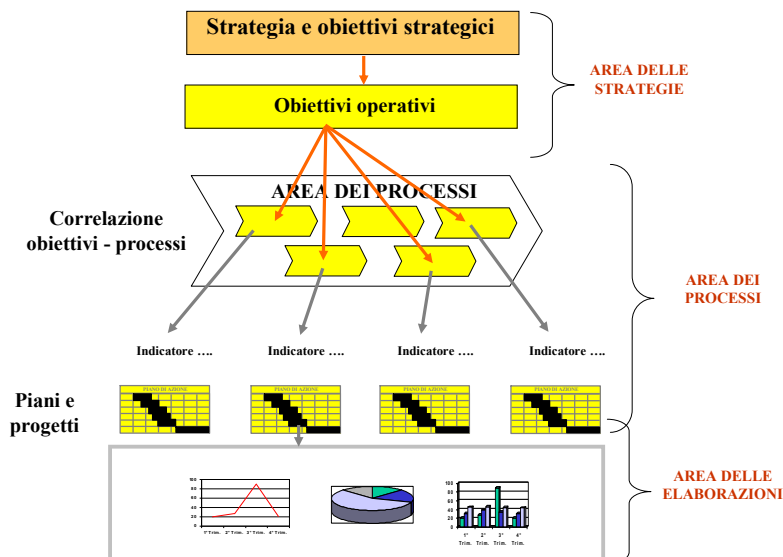 Strategia e obiettivi strategici
AREA DELLE
STRATEGIE
Obiettivi operativi
AREA DEI PROCESSI
Correlazione
obiettivi - processi
AREA DEI
PROCESSI
Indicatore ….
Indicatore ….
Indicatore ….
Indicatore ….
PIANO DI AZIONE
PIANO DI AZIONE
PIANO DI AZIONE
PIANO DI AZIONE
Piani e
progetti
AREA DELLE
ELABORAZIONI
100
80
60
40
20
0
1° Trim. 2° Trim. 3° Trim. 4° Trim.
100
80
60
40
20
0
1° 2° 3° 4°
Trim. Trim. Trim. Trim.